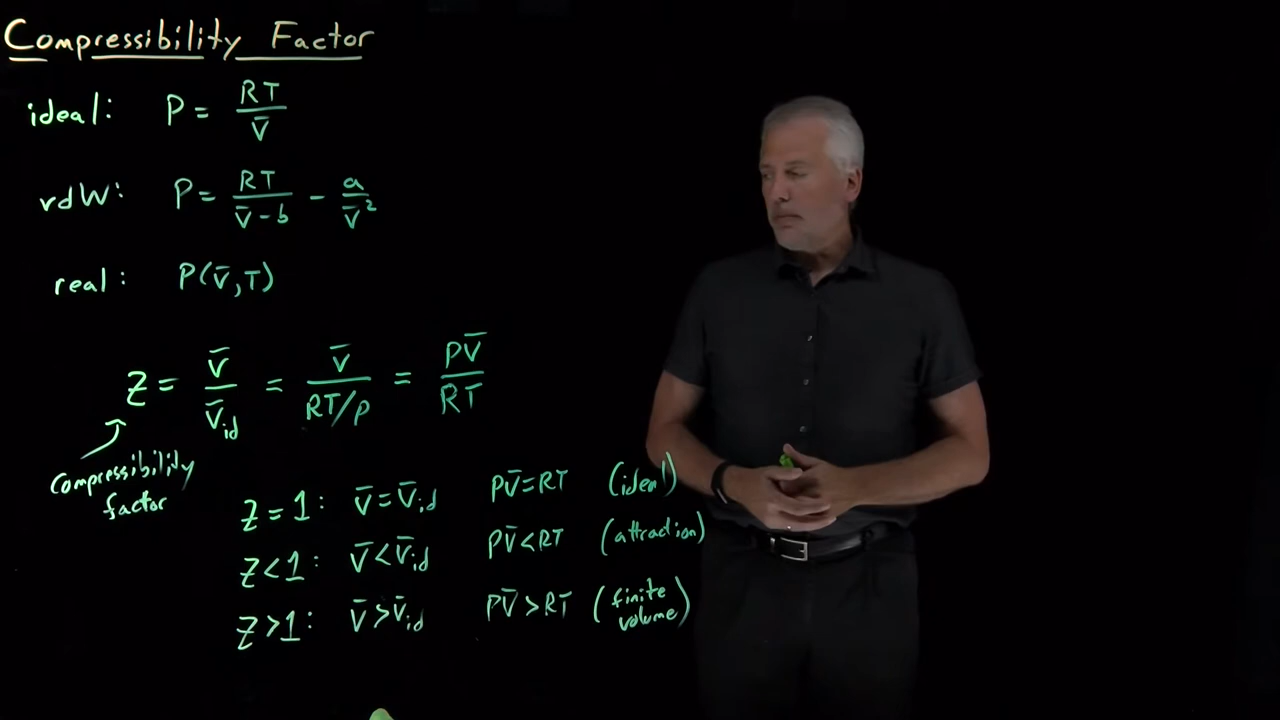 Compressibility Factor
ideal: P = RT / V̄
vdW: P = RT / (V̄ - b) - a / V̄²
real: P(V̄, T)
Z = V̄ / V̄id = V̄ / (RT/P) = PV̄ / RT
Compressibility
factor
Z = 1: V̄ = V̄id PV̄ = RT (ideal)
Z < 1: V̄ < V̄id PV̄ < RT (attraction)
Z > 1: V̄ > V̄id PV̄ > RT (finite volume)